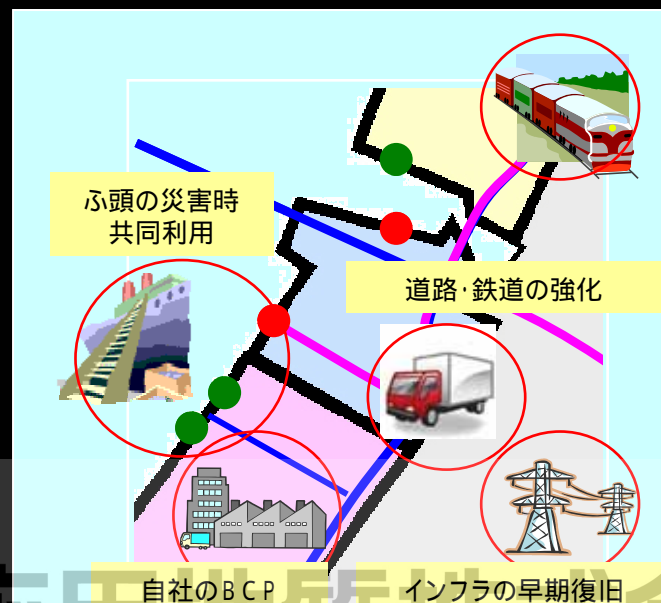 ふ頭の災害時
共同利用
道路・鉄道の強化
自社のＢＣＰ
インフラの早期復旧